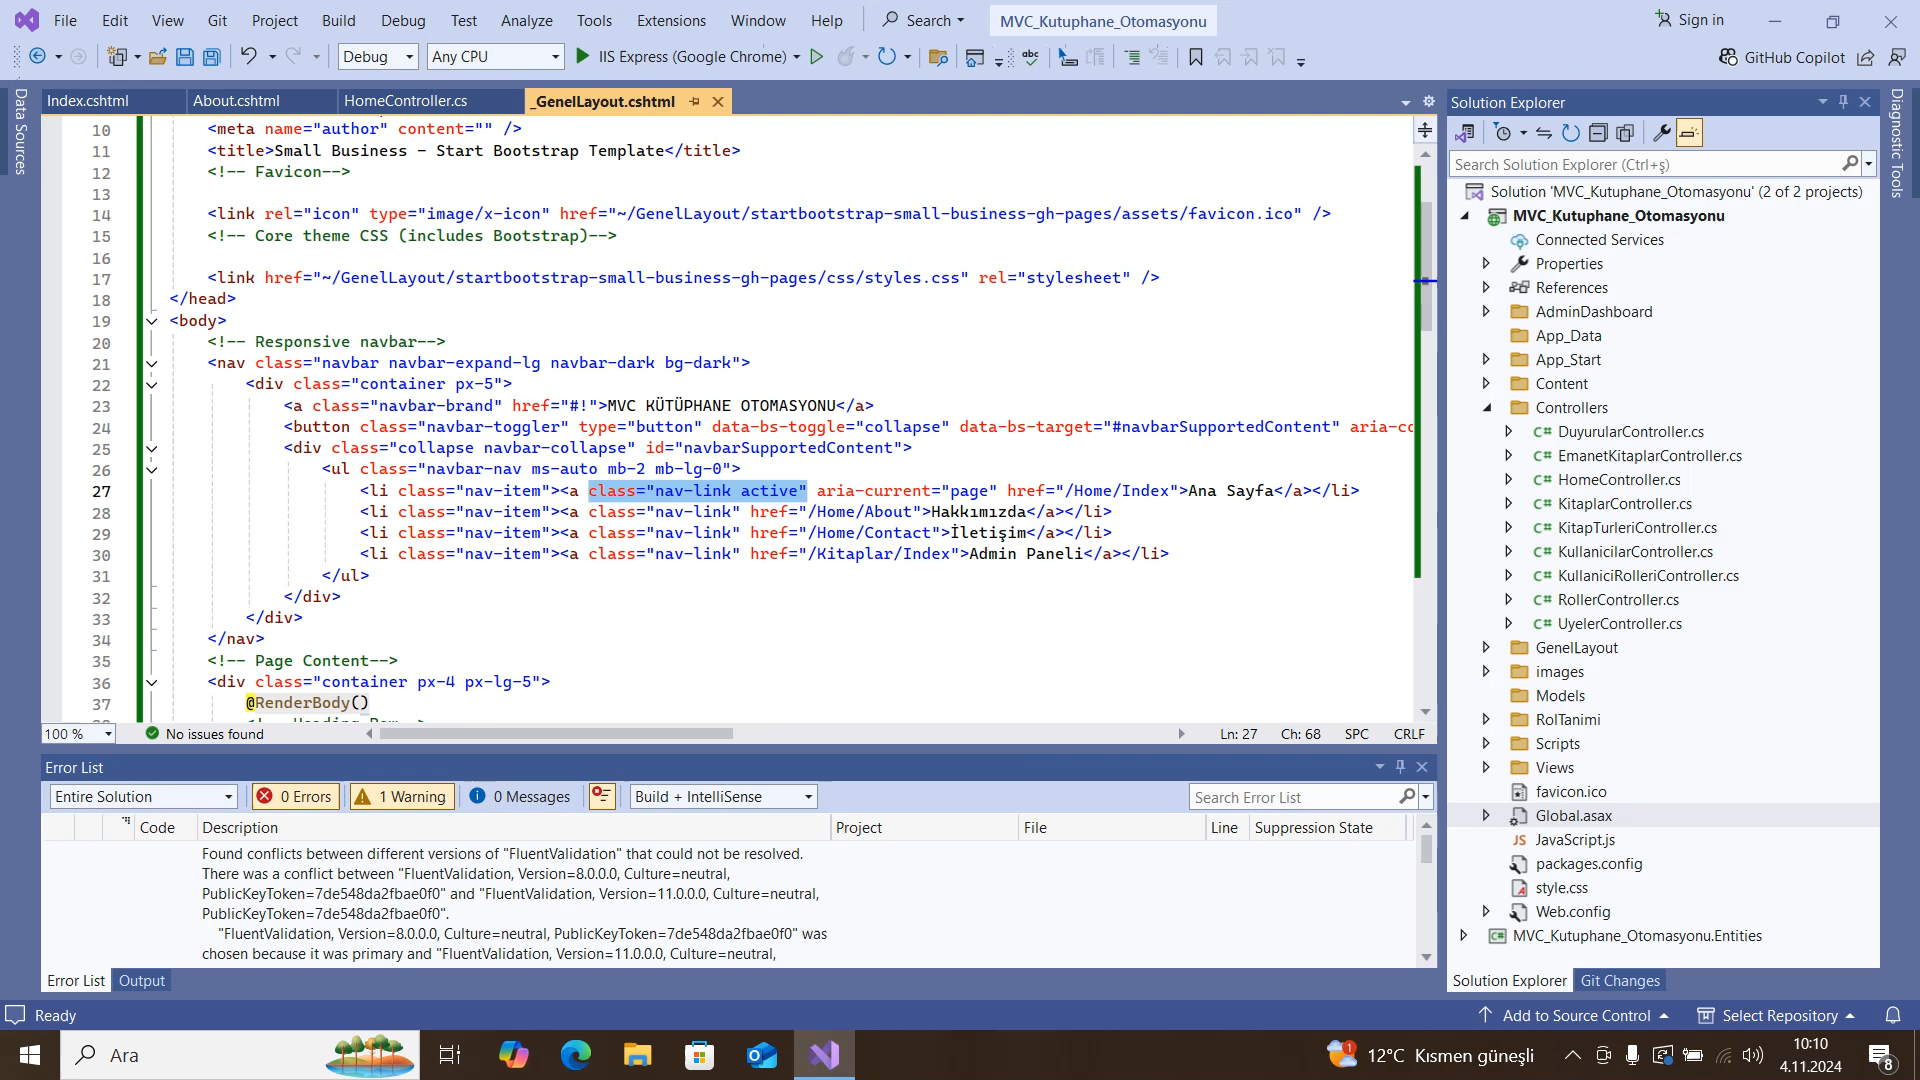 File Edit View Git Project Build Debug Test Analyze Tools Extensions Window Help Search MVC_Kutuphane_Otomasyonu Sign in
Debug Any CPU IIS Express (Google Chrome) GitHub Copilot
Data Sources
Index.cshtml About.cshtml HomeController.cs _GenelLayout.cshtml
10 <meta name="author" content="" />
11 <title>Small Business - Start Bootstrap Template</title>
12 <!-- Favicon-->
13
14 <link rel="icon" type="image/x-icon" href="~/GenelLayout/startbootstrap-small-business-gh-pages/assets/favicon.ico" />
15 <!-- Core theme CSS (includes Bootstrap)-->
16
17 <link href="~/GenelLayout/startbootstrap-small-business-gh-pages/css/styles.css" rel="stylesheet" />
18 </head>
19 <body>
20 <!-- Responsive navbar-->
21 <nav class="navbar navbar-expand-lg navbar-dark bg-dark">
22 <div class="container px-5">
23 <a class="navbar-brand" href="#!">MVC KÜTÜPHANE OTOMASYONU</a>
24 <button class="navbar-toggler" type="button" data-bs-toggle="collapse" data-bs-target="#navbarSupportedContent" aria-co
25 <div class="collapse navbar-collapse" id="navbarSupportedContent">
26 <ul class="navbar-nav ms-auto mb-2 mb-lg-0">
27 <li class="nav-item"><a class="nav-link active" aria-current="page" href="/Home/Index">Ana Sayfa</a></li>
28 <li class="nav-item"><a class="nav-link" href="/Home/About">Hakkımızda</a></li>
29 <li class="nav-item"><a class="nav-link" href="/Home/Contact">İletişim</a></li>
30 <li class="nav-item"><a class="nav-link" href="/Kitaplar/Index">Admin Paneli</a></li>
31 </ul>
32 </div>
33 </div>
34 </nav>
35 <!-- Page Content-->
36 <div class="container px-4 px-lg-5">
37 @RenderBody()
100 % No issues found Ln: 27 Ch: 68 SPC CRLF
Error List
Entire Solution 0 Errors 1 Warning 0 Messages Build + IntelliSense Search Error List
Code Description Project File Line Suppression State
Found conflicts between different versions of "FluentValidation" that could not be resolved.
There was a conflict between "FluentValidation, Version=8.0.0.0, Culture=neutral,
PublicKeyToken=7de548da2fbae0f0" and "FluentValidation, Version=11.0.0.0, Culture=neutral,
PublicKeyToken=7de548da2fbae0f0".
"FluentValidation, Version=8.0.0.0, Culture=neutral, PublicKeyToken=7de548da2fbae0f0" was
chosen because it was primary and "FluentValidation, Version=11.0.0.0, Culture=neutral,
Error List Output
Solution Explorer
Search Solution Explorer (Ctrl+ş)
Solution 'MVC_Kutuphane_Otomasyonu' (2 of 2 projects)
MVC_Kutuphane_Otomasyonu
Connected Services
Properties
References
AdminDashboard
App_Data
App_Start
Content
Controllers
C# DuyurularController.cs
C# EmanetKitaplarController.cs
C# HomeController.cs
C# KitaplarController.cs
C# KitapTurleriController.cs
C# KullanicilarController.cs
C# KullaniciRolleriController.cs
C# RollerController.cs
C# UyelerController.cs
GenelLayout
images
Models
RolTanimi
Scripts
Views
favicon.ico
Global.asax
JS JavaScript.js
packages.config
style.css
Web.config
C# MVC_Kutuphane_Otomasyonu.Entities
Solution Explorer Git Changes
Diagnostic Tools
Ready Add to Source Control Select Repository
Ara 1 12°C Kısmen güneşli 10:10
4.11.2024
8